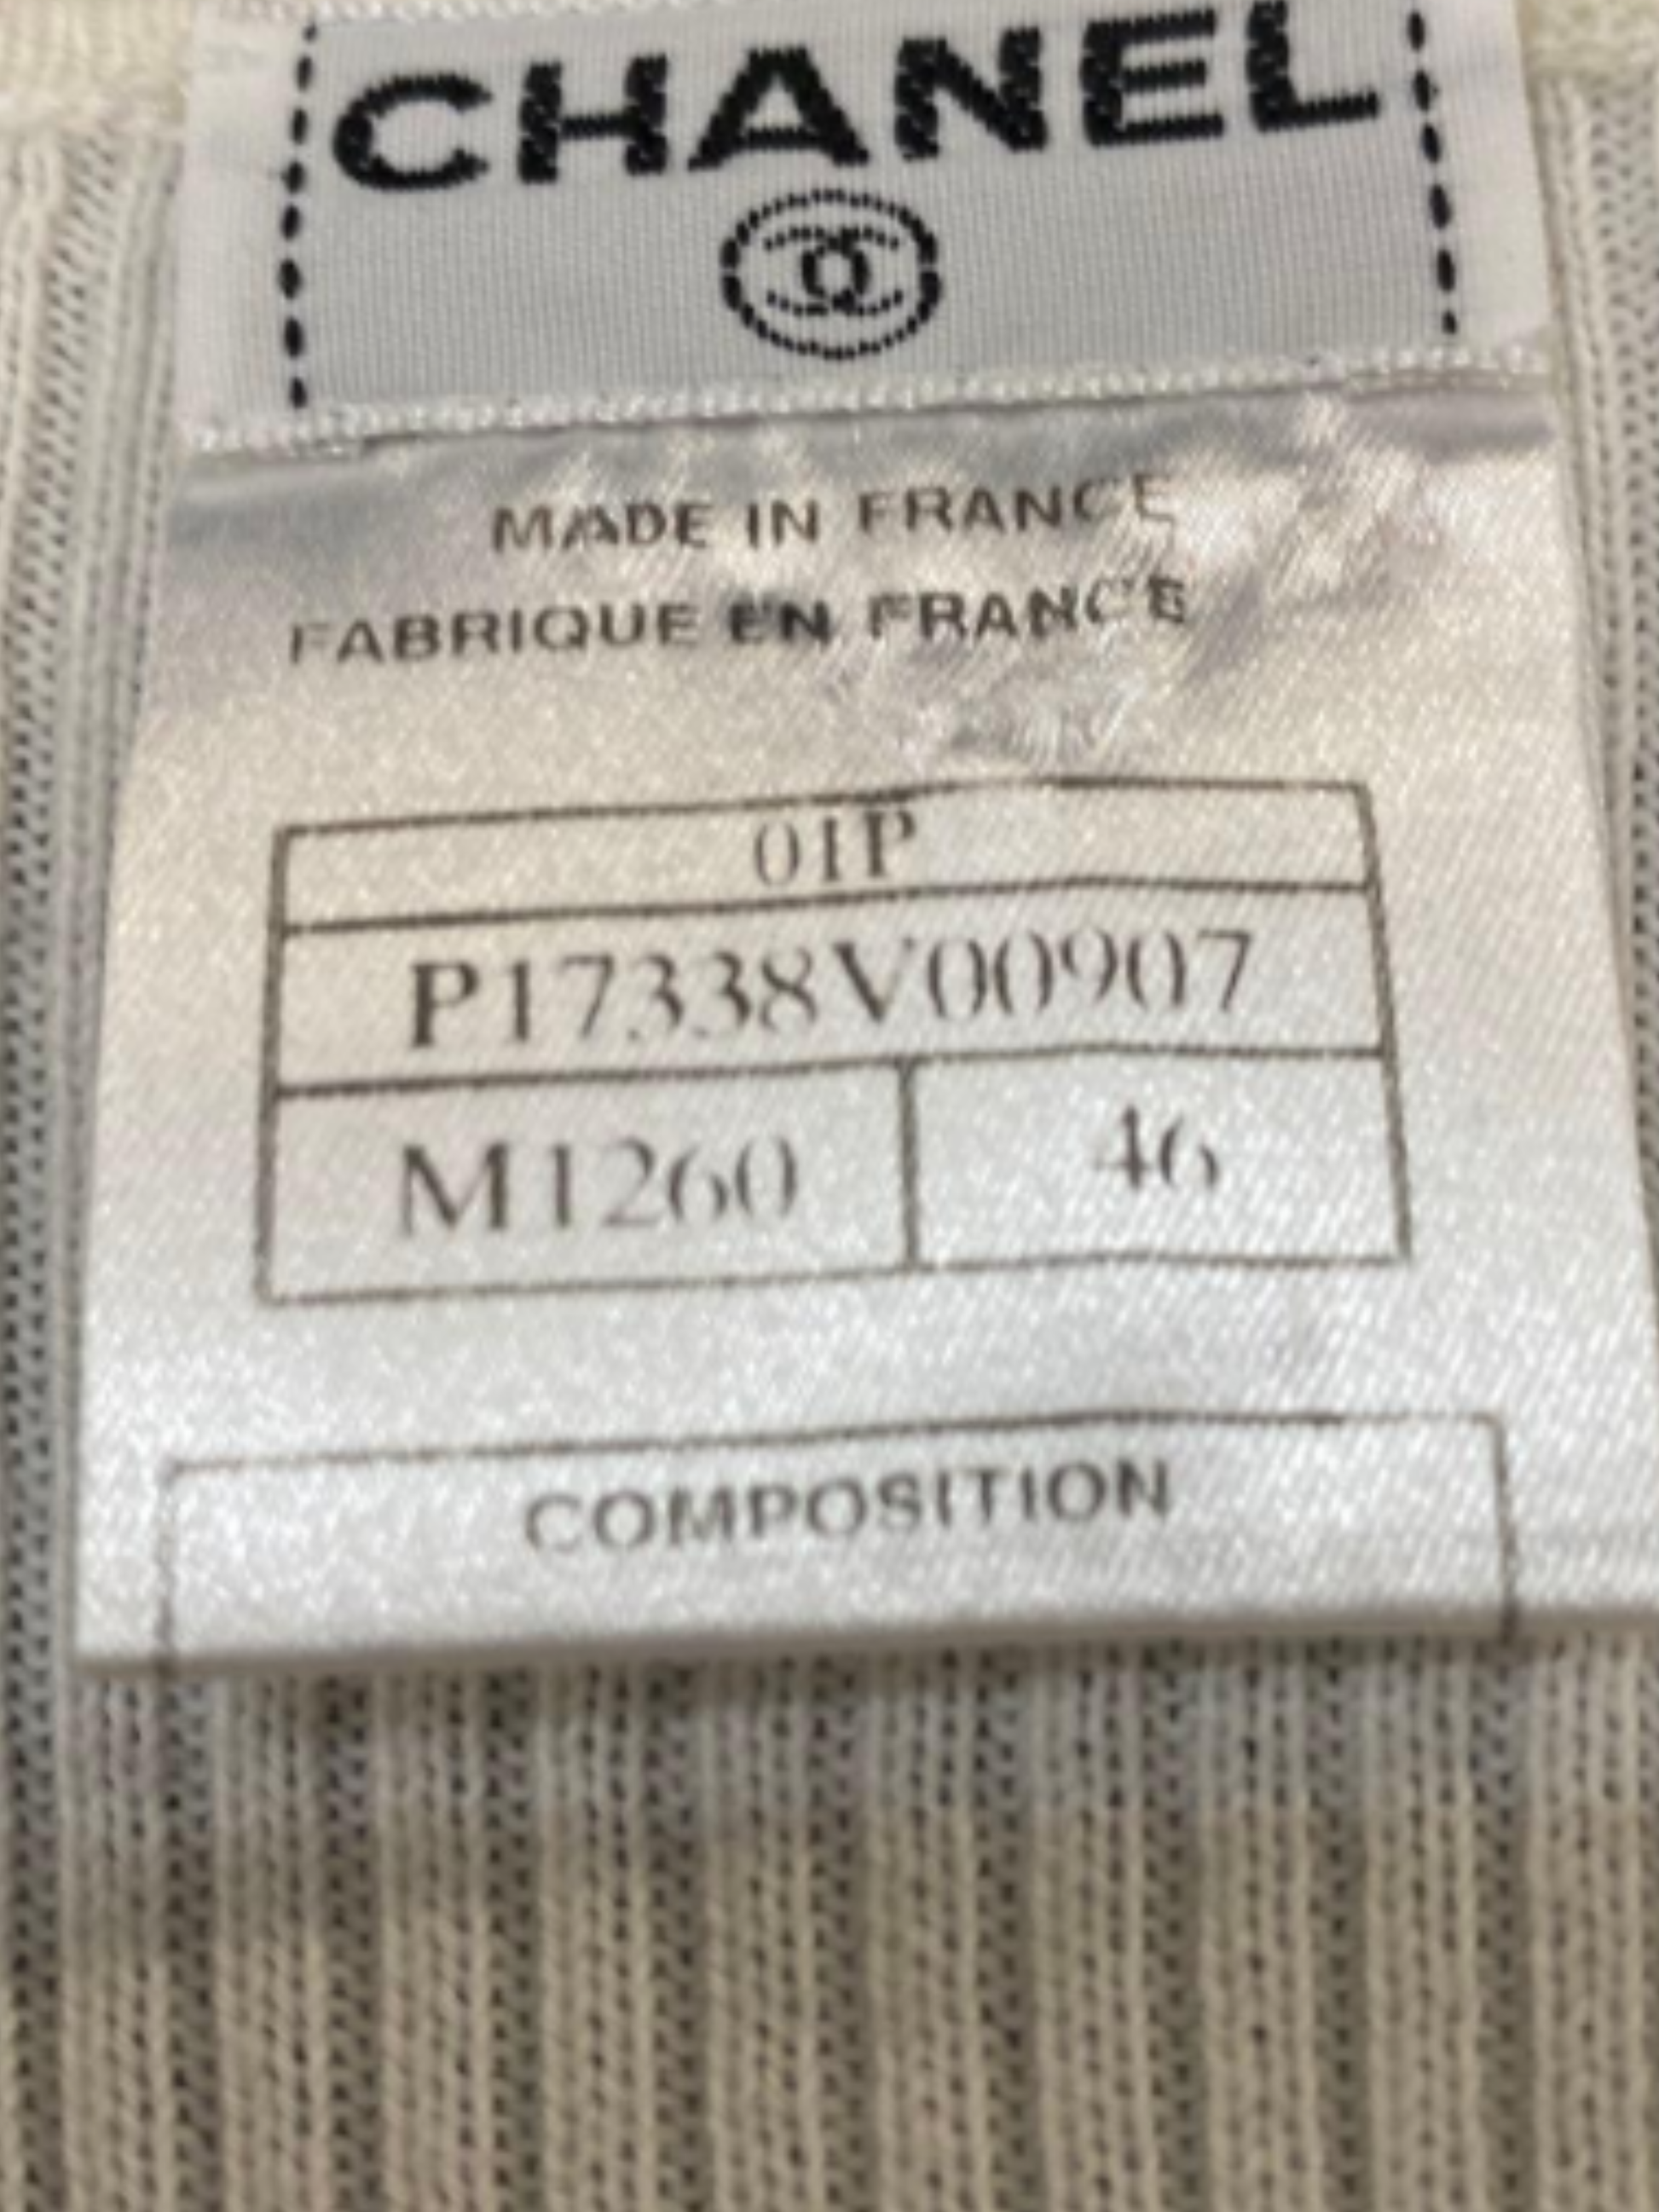 CHANEL
MADE IN FRANCE
FABRIQUE EN FRANCE
01P
P17338V00907
M1260 46
COMPOSITION